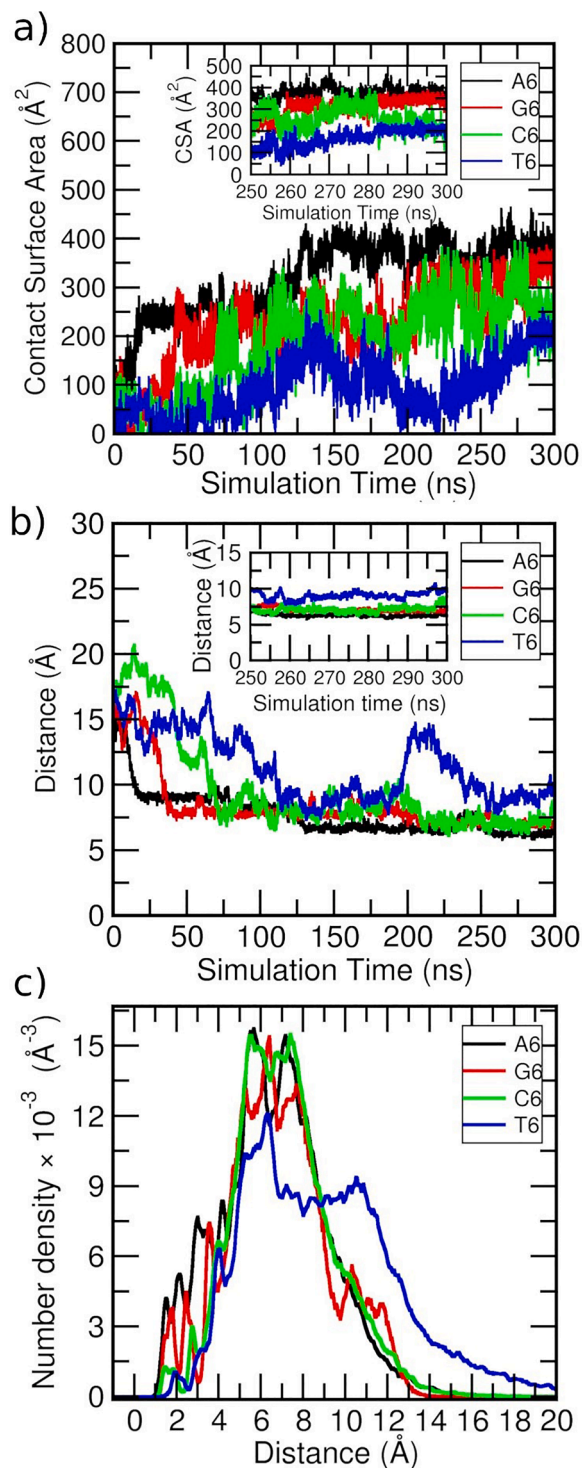 a)
800
700
600
500
400
300
200
100
0
Contact Surface Area (Å²)
500
400
300
200
100
0
CSA (Å²)
250 260 270 280 290 300
Simulation Time (ns)
A6
G6
C6
T6
0 50 100 150 200 250 300
Simulation Time (ns)
b)
30
25
20
15
10
5
0
Distance (Å)
15
10
5
0
Distance (Å)
250 260 270 280 290 300
Simulation time (ns)
A6
G6
C6
T6
0 50 100 150 200 250 300
Simulation Time (ns)
c)
15
12
9
6
3
0
Number density × 10⁻³ (Å⁻³)
A6
G6
C6
T6
0 2 4 6 8 10 12 14 16 18 20
Distance (Å)